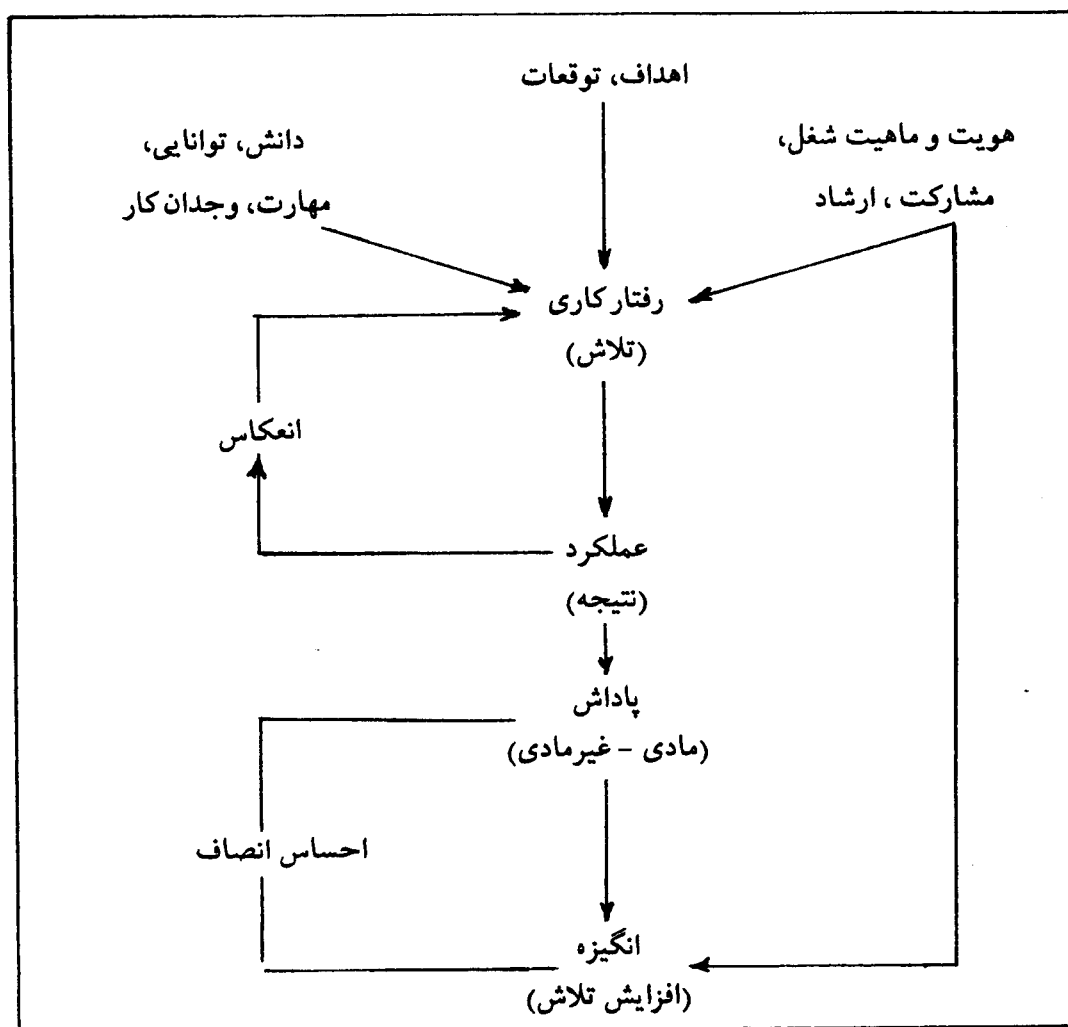 اهداف، توقعات
هویت و ماهیت شغل،
مشارکت ، ارشاد
دانش، توانایی،
مهارت، وجدان کار
رفتار کاری
(تلاش)
انعکاس
عملکرد
(نتیجه)
پاداش
(مادی - غیرمادی)
احساس انصاف
انگیزه
(افزایش تلاش)